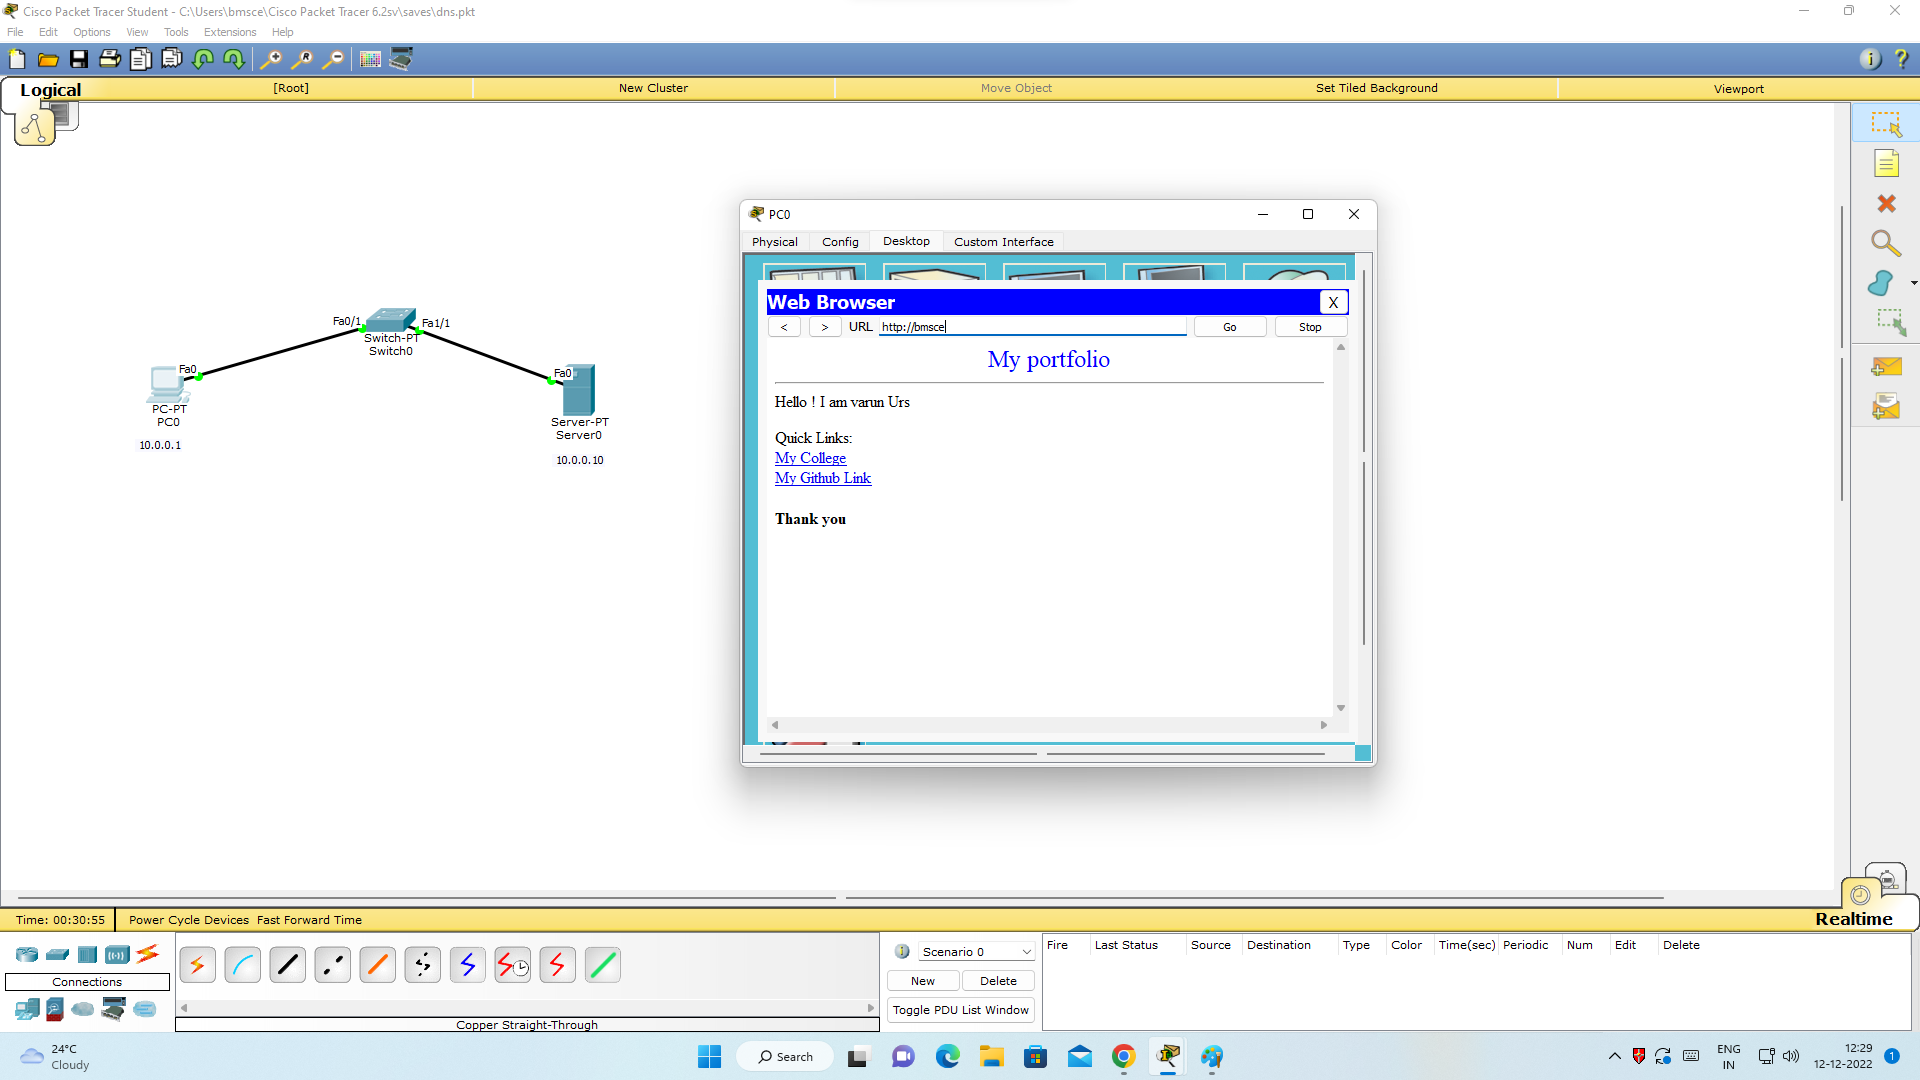 Cisco Packet Tracer Student - C:\Users\bmsce\Cisco Packet Tracer 6.2sv\saves\dns.pkt
File Edit Options View Tools Extensions Help
Logical [Root] New Cluster Move Object Set Tiled Background Viewport
PC0
Physical Config Desktop Custom Interface
Web Browser X
< > URL http://bmsce Go Stop
My portfolio
Hello ! I am varun Urs
Quick Links:
My College
My Github Link
Thank you
Fa0/1 Fa1/1
Switch-PT
Switch0
Fa0
PC-PT
PC0
10.0.0.1
Fa0
Server-PT
Server0
10.0.0.10
Time: 00:30:55 Power Cycle Devices Fast Forward Time Realtime
Connections
Copper Straight-Through
Scenario 0
New Delete
Toggle PDU List Window
Fire Last Status Source Destination Type Color Time(sec) Periodic Num Edit Delete
24°C
Cloudy
Search
ENG
IN
12:29
12-12-2022
1